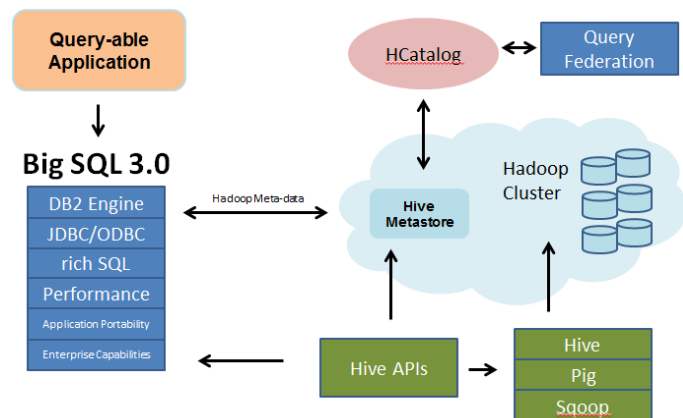 Query-able
Application
HCatalog
Query
Federation
Big SQL 3.0
DB2 Engine
JDBC/ODBC
rich SQL
Performance
Application Portability
Enterprise Capabilities
Hadoop Meta-data
Hive
Metastore
Hadoop
Cluster
Hive APIs
Hive
Pig
Sqoop